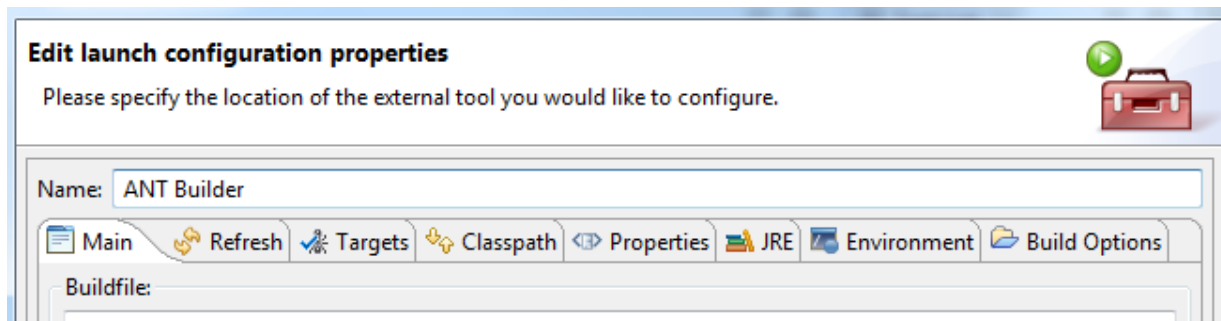 Edit launch configuration properties
Please specify the location of the external tool you would like to configure.
Name: ANT Builder
Main Refresh Targets Classpath Properties JRE Environment Build Options
Buildfile: